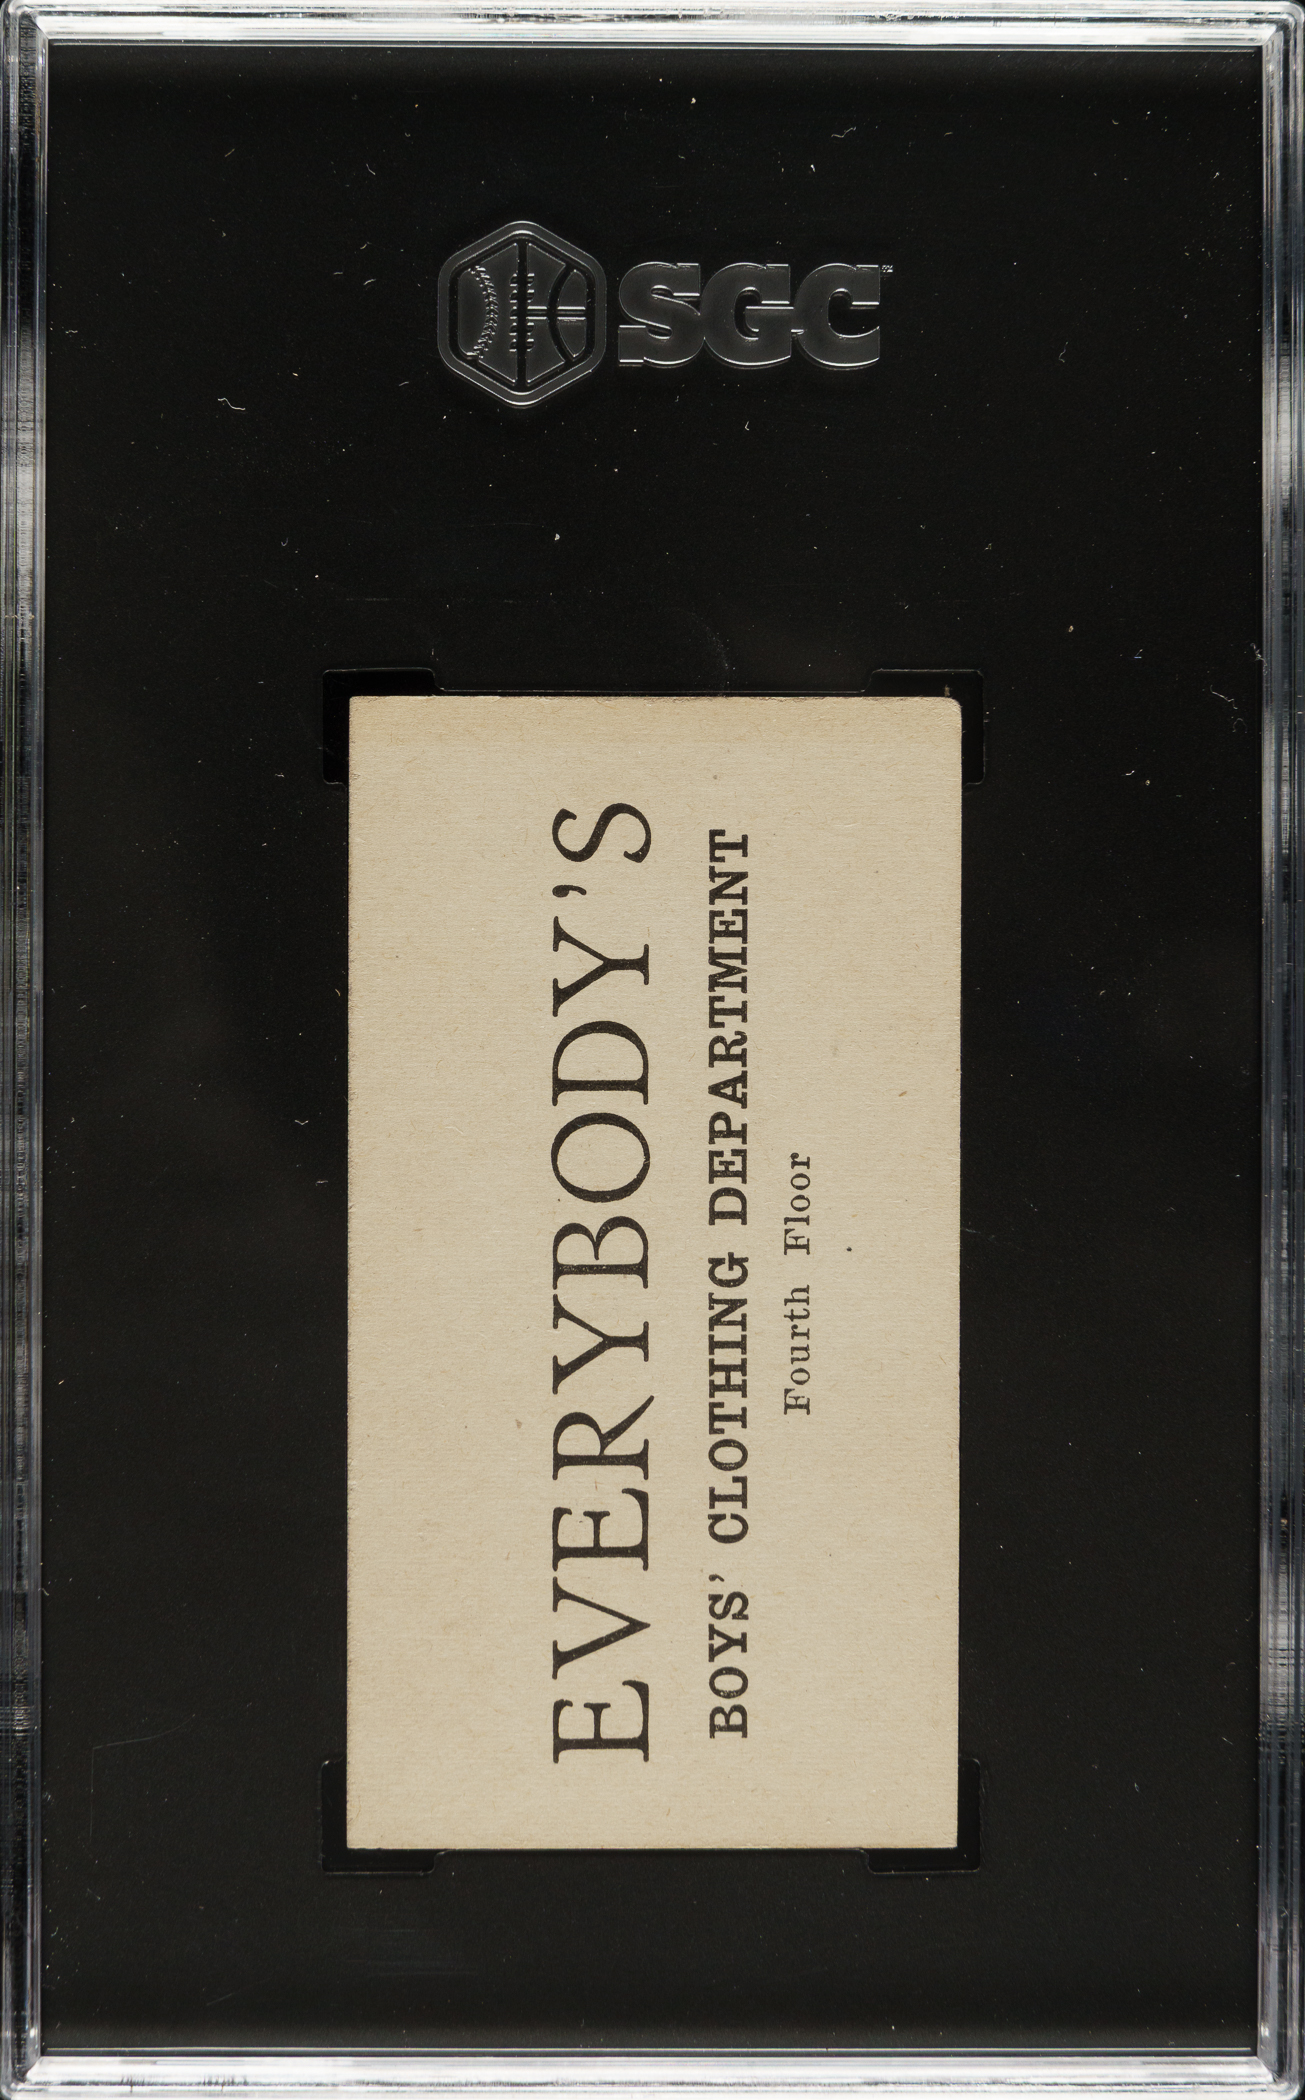 SGC
EVERYBODY'S
BOYS' CLOTHING DEPARTMENT
Fourth Floor